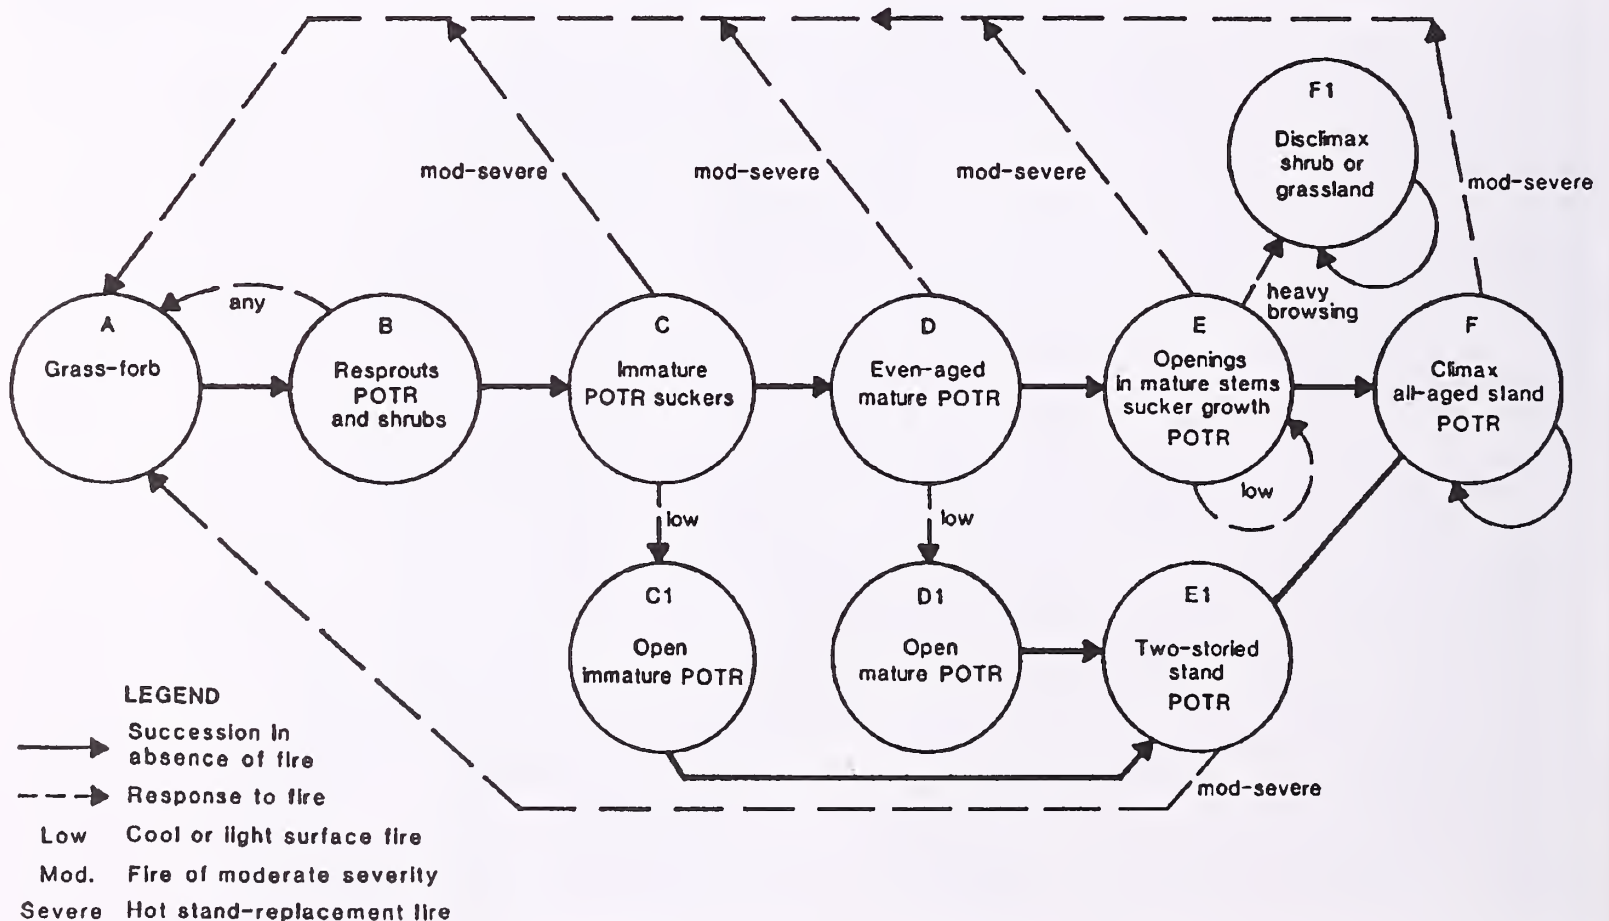 mod-severe
mod-severe
mod-severe
mod-severe
F1
Disclimax
shrub or
grassland
any
heavy
browsing
A
Grass-forb
B
Resprouts
POTR
and shrubs
C
Immature
POTR suckers
D
Even-aged
mature POTR
E
Openings
in mature stems
sucker growth
POTR
F
Climax
all-aged stand
POTR
low
low
low
C1
Open
immature POTR
D1
Open
mature POTR
E1
Two-storied
stand
POTR
mod-severe
LEGEND
Succession in
absence of fire
Response to fire
Low Cool or light surface fire
Mod. Fire of moderate severity
Severe Hot stand-replacement fire